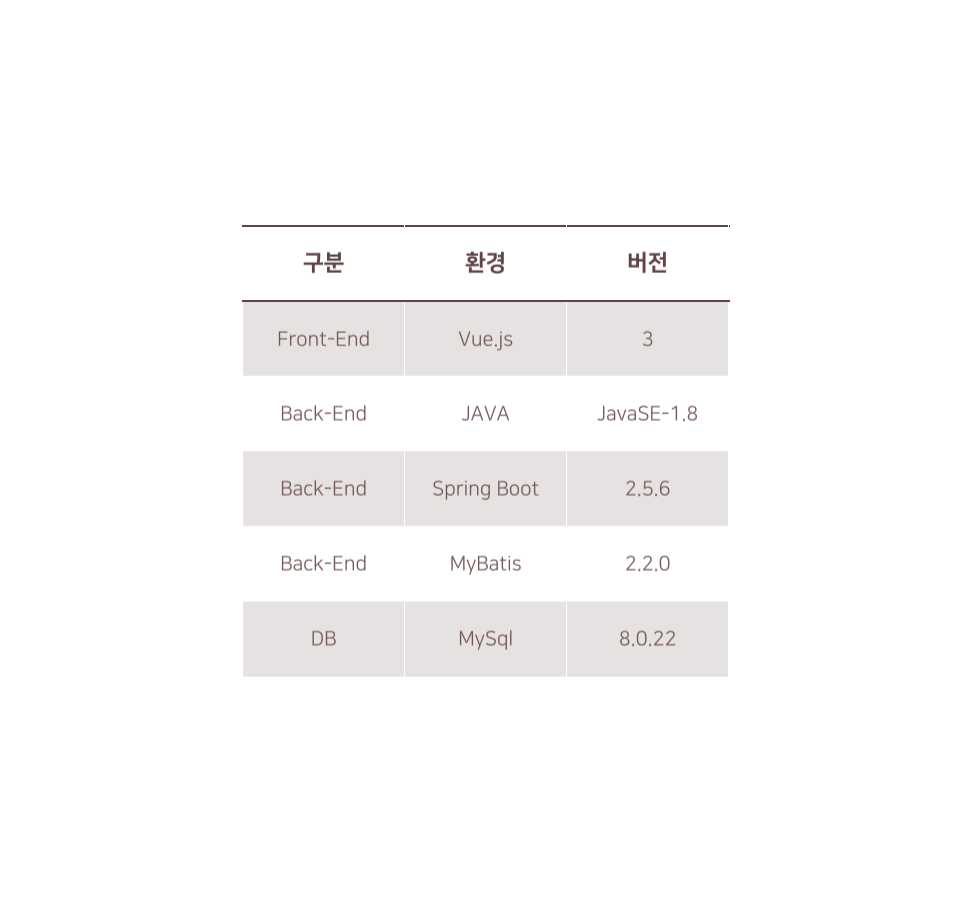 구분 환경 버전
Front-End Vue.js 3
Back-End JAVA JavaSE-1.8
Back-End Spring Boot 2.5.6
Back-End MyBatis 2.2.0
DB MySql 8.0.22